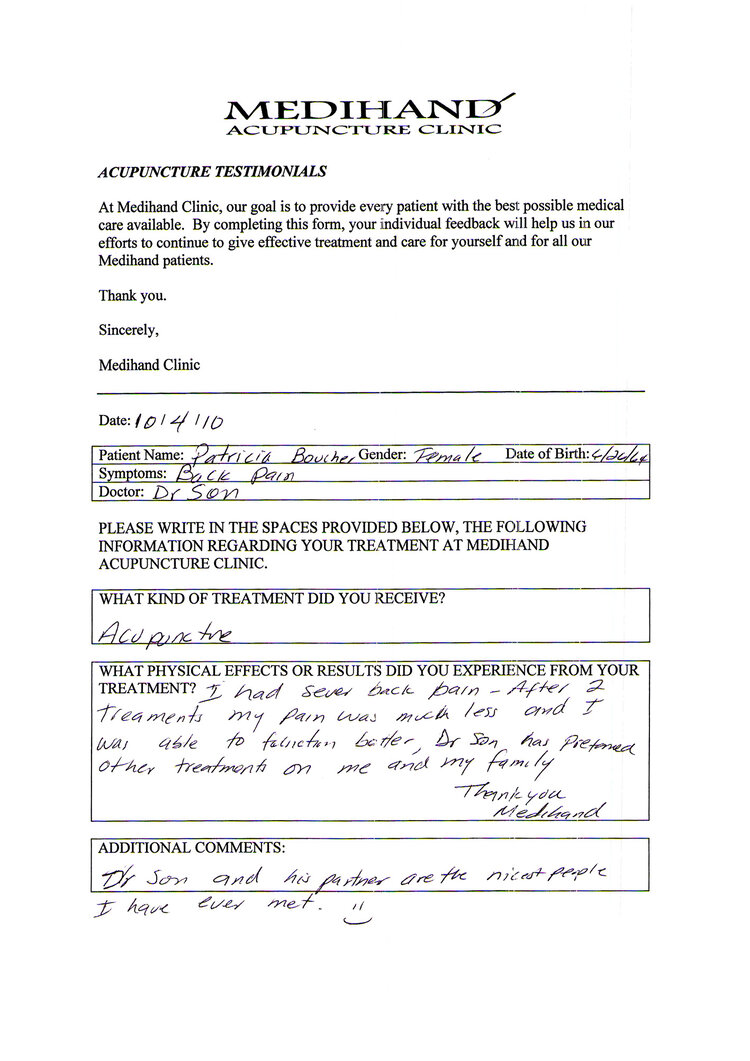 MEDIHAND
ACUPUNCTURE CLINIC
ACUPUNCTURE TESTIMONIALS
At Medihand Clinic, our goal is to provide every patient with the best possible medical
care available. By completing this form, your individual feedback will help us in our
efforts to continue to give effective treatment and care for yourself and for all our
Medihand patients.
Thank you.
Sincerely,
Medihand Clinic
Date: 10/4/10
Patient Name: Patricia Boucher Gender: Female Date of Birth: 6/26/64
Symptoms: Back Pain
Doctor: Dr Son
PLEASE WRITE IN THE SPACES PROVIDED BELOW, THE FOLLOWING
INFORMATION REGARDING YOUR TREATMENT AT MEDIHAND
ACUPUNCTURE CLINIC.
WHAT KIND OF TREATMENT DID YOU RECEIVE?
Acupunctre
WHAT PHYSICAL EFFECTS OR RESULTS DID YOU EXPERIENCE FROM YOUR
TREATMENT? I had sever back pain - After 2
Treaments my pain was much less and I
was able to function better, Dr Son has preformed
other treatments on me and my family
Thank you
Medihand
ADDITIONAL COMMENTS:
Dr Son and his partner are the nicest people
I have ever met.